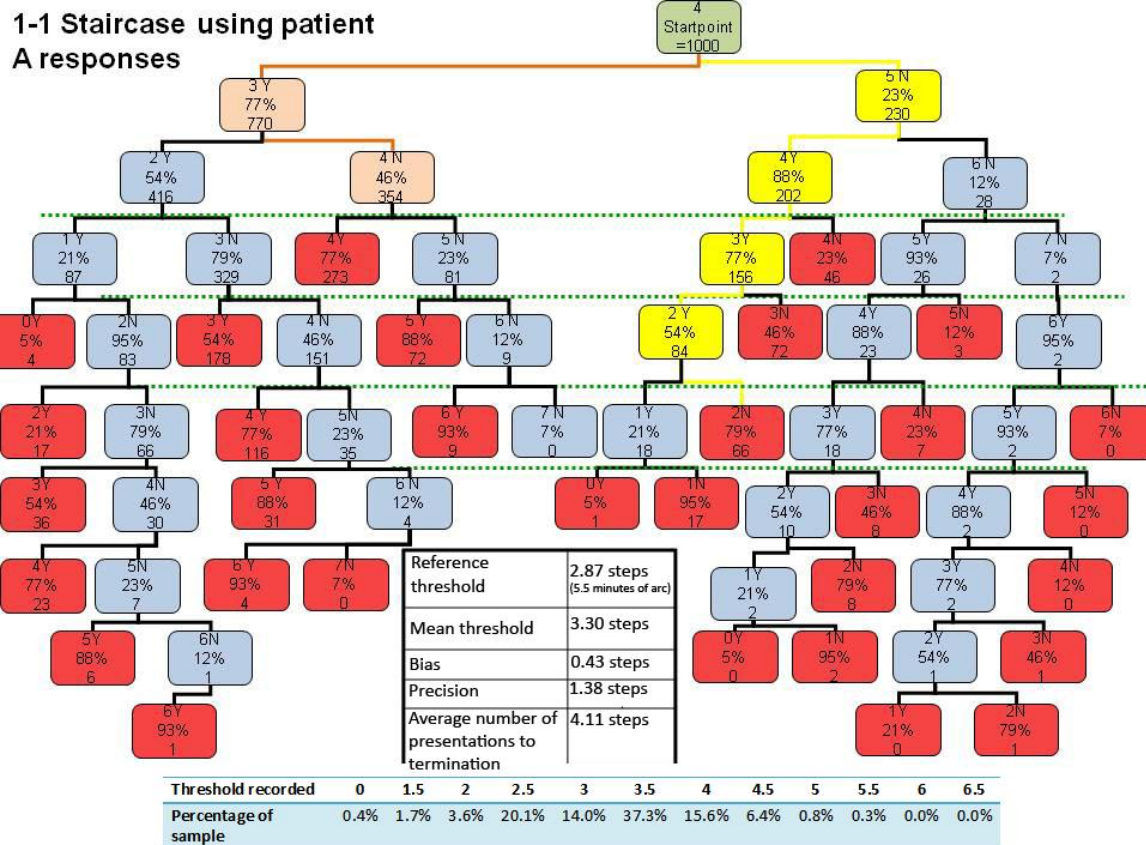 1-1 Staircase using patient
A responses
4
Startpoint
=1000
3 Y
77%
770
5 N
23%
230
2 Y
54%
416
4 N
46%
354
4Y
88%
202
6 N
12%
28
1 Y
21%
87
3 N
79%
329
4Y
77%
273
5 N
23%
81
3Y
77%
156
4N
23%
46
5Y
93%
26
7 N
7%
2
0Y
5%
4
2N
95%
83
3 Y
54%
178
4 N
46%
151
5 Y
88%
72
6 N
12%
9
2 Y
54%
84
3N
46%
72
4Y
88%
23
5N
12%
3
6Y
95%
2
2Y
21%
17
3N
79%
66
4 Y
77%
116
5N
23%
35
6 Y
93%
9
7 N
7%
0
1Y
21%
18
2N
79%
66
3Y
77%
18
4N
23%
7
5Y
93%
2
6N
7%
0
3Y
54%
36
4N
46%
30
5 Y
88%
31
6 N
12%
4
0Y
5%
1
1N
95%
17
2Y
54%
10
3N
46%
8
4Y
88%
2
5N
12%
0
4Y
77%
23
5N
23%
7
6 Y
93%
4
7N
7%
0
1Y
21%
2
2N
79%
8
3Y
77%
2
4N
12%
0
5Y
88%
6
6N
12%
1
0Y
5%
0
1N
95%
2
2Y
54%
1
3N
46%
1
6Y
93%
1
1Y
21%
0
2N
79%
1
Reference threshold 2.87 steps
(5.5 minutes of arc)
Mean threshold 3.30 steps
Bias 0.43 steps
Precision 1.38 steps
Average number of 4.11 steps
presentations to
termination
Threshold recorded 0 1.5 2 2.5 3 3.5 4 4.5 5 5.5 6 6.5
Percentage of 0.4% 1.7% 3.6% 20.1% 14.0% 37.3% 15.6% 6.4% 0.8% 0.3% 0.0% 0.0%
sample